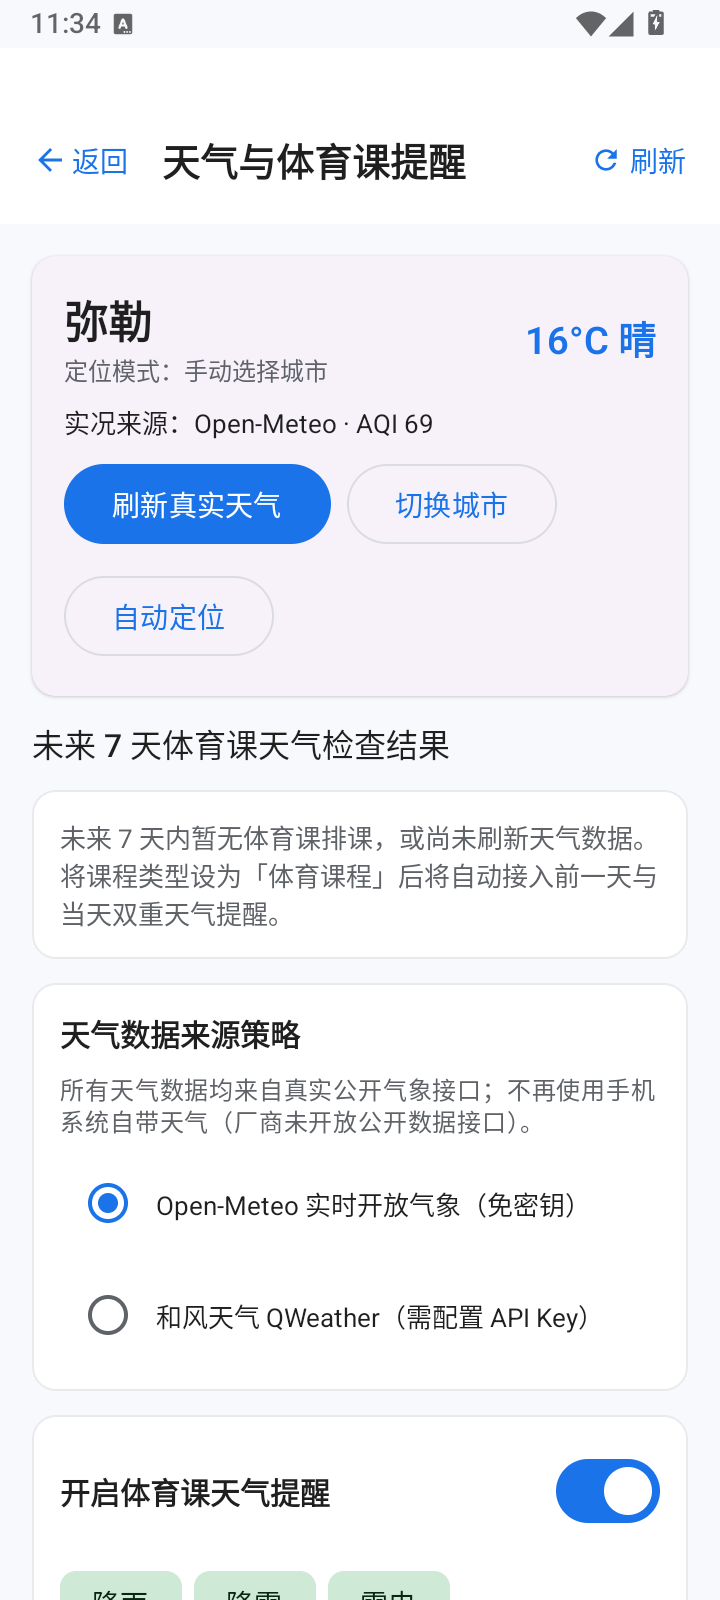 11:34
返回
天气与体育课提醒
刷新
弥勒
16°C 晴
定位模式：手动选择城市
实况来源：Open-Meteo · AQI 69
刷新真实天气
切换城市
自动定位
未来 7 天体育课天气检查结果
未来 7 天内暂无体育课排课，或尚未刷新天气数据。
将课程类型设为「体育课程」后将自动接入前一天与
当天双重天气提醒。
天气数据来源策略
所有天气数据均来自真实公开气象接口；不再使用手机
系统自带天气（厂商未开放公开数据接口）。
Open-Meteo 实时开放气象（免密钥）
和风天气 QWeather（需配置 API Key）
开启体育课天气提醒